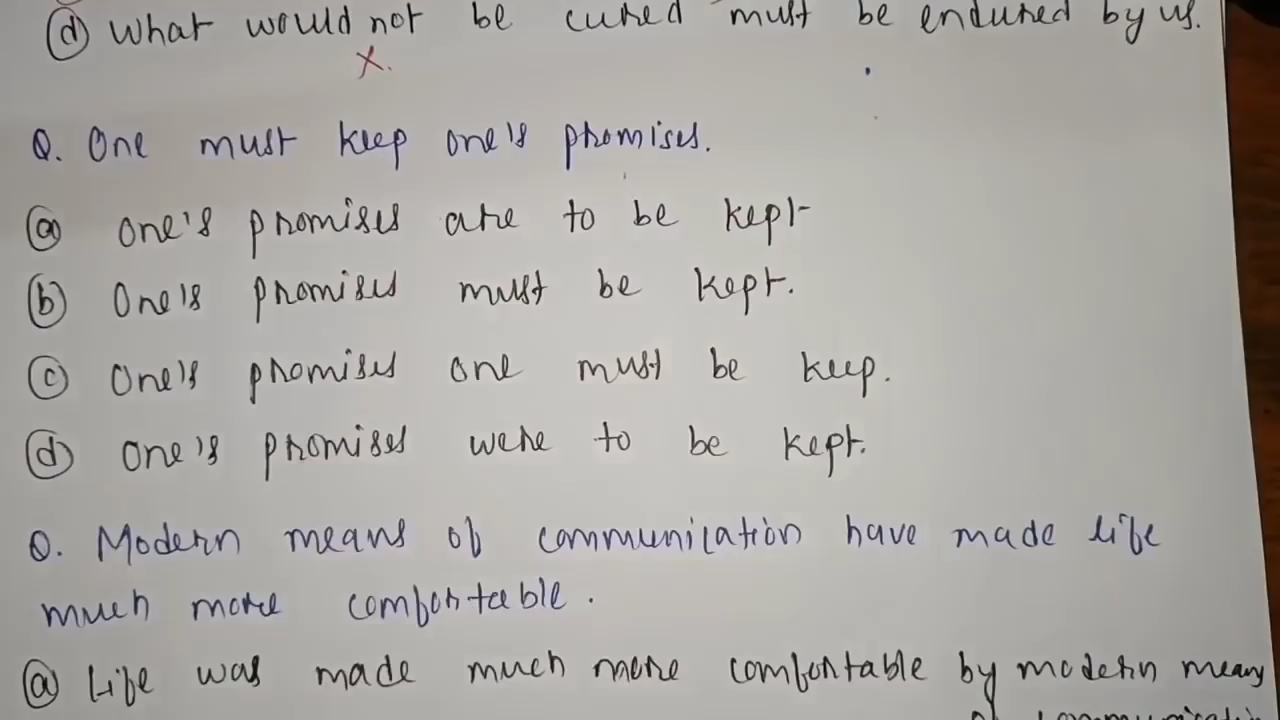 (d) What would not be cured must be endured by us.
X.
Q. One must keep one's promises.
(a) One's promises are to be kept
(b) One's promises must be kept.
(c) One's promises one must be keep.
(d) One's promises were to be kept.
Q. Modern means of communication have made life
much more comfortable.
(a) Life was made much more comfortable by modern means
of communication